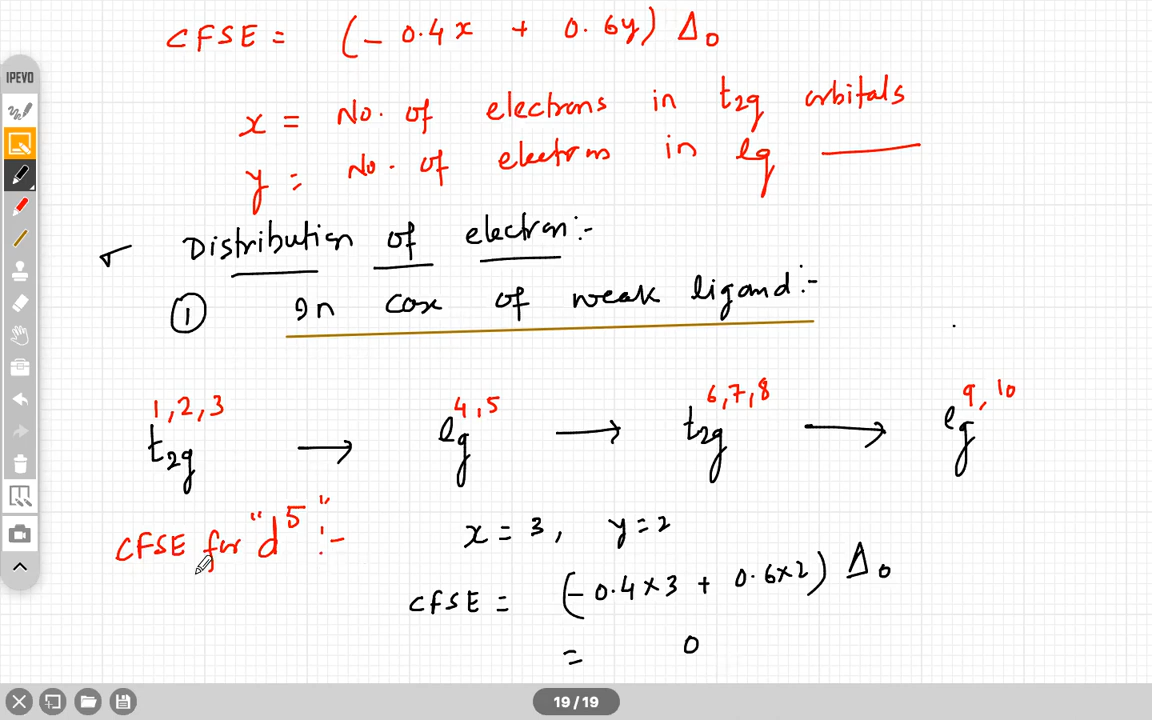 CFSE = (- 0.4x + 0.6y) Δ₀
x = No. of electrons in t₂g orbitals
y = No. of electrons in eg ——
IPEVO
Distribution of electron :-
① In case of weak ligand :-
1,2,3 4,5 6,7,8 9,10
t₂g → eg → t₂g → eg
CFSE for "d⁵" :- x = 3, y = 2
CFSE = (- 0.4×3 + 0.6×2) Δ₀
= 0
19 / 19